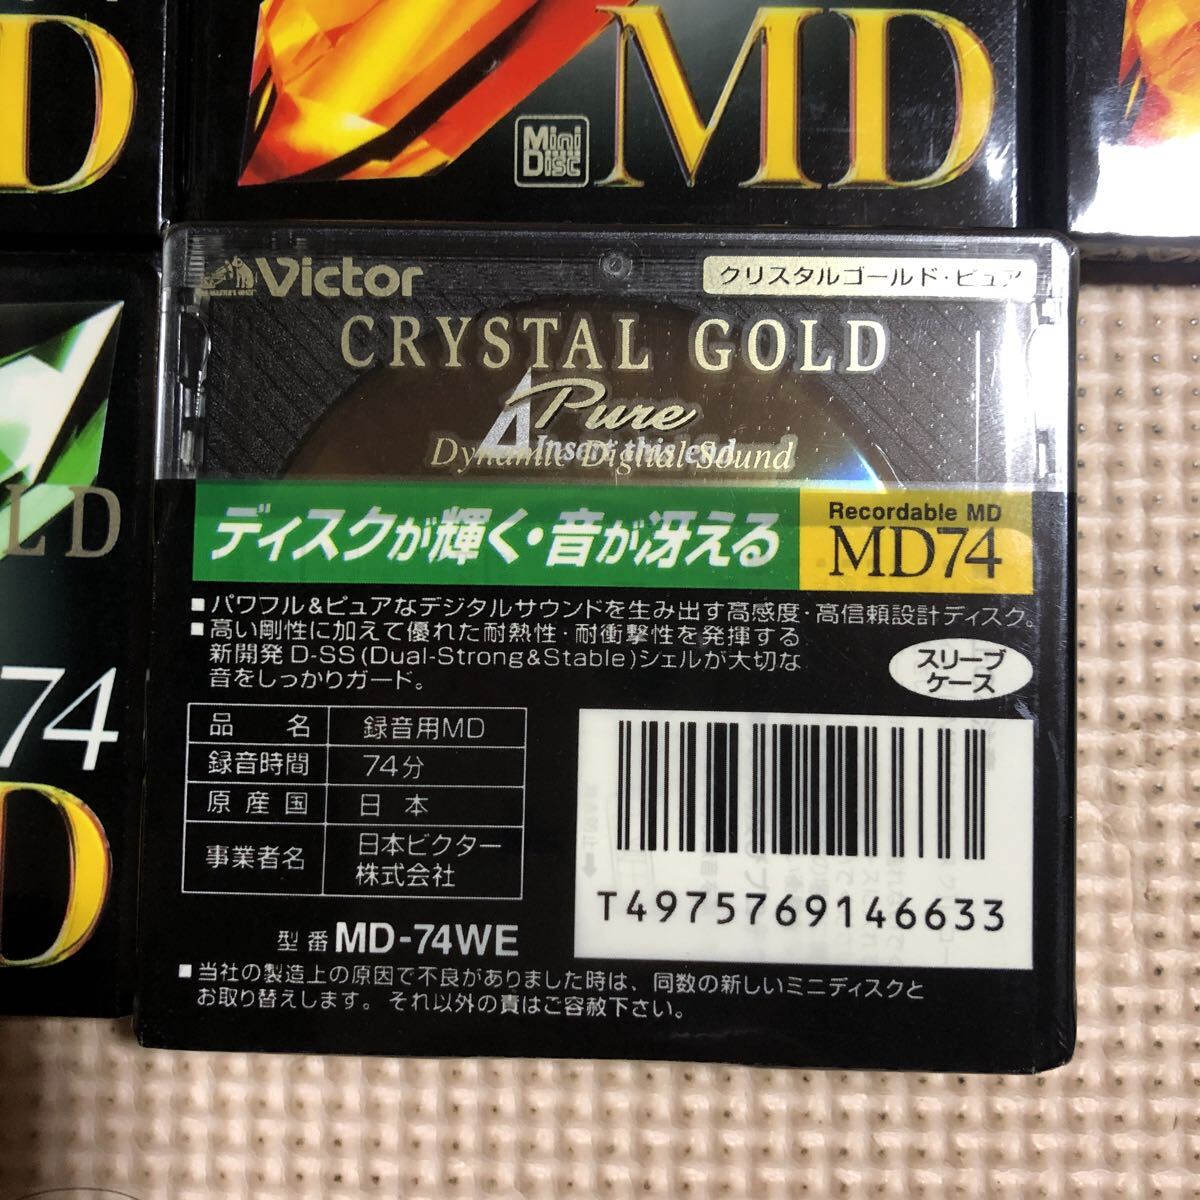 D
Mini
Disc
MD
LD
74
D
Victor
クリスタルゴールド・ピュア
CRYSTAL GOLD
Pure
Insert this end
Dynamic Digital Sound
ディスクが輝く・音が冴える
Recordable MD
MD74
■パワフル&ピュアなデジタルサウンドを生み出す高感度・高信頼設計ディスク。
■高い剛性に加えて優れた耐熱性・耐衝撃性を発揮する
新開発 D-SS(Dual-Strong&Stable)シェルが大切な
音をしっかりガード。
スリーブ
ケース
品 名 録音用MD
録音時間 74分
原産国 日本
事業者名 日本ビクター
株式会社
T4975769146633
型番 MD-74WE
■当社の製造上の原因で不良がありました時は、同数の新しいミニディスクと
お取り替えします。それ以外の責はご容赦下さい。